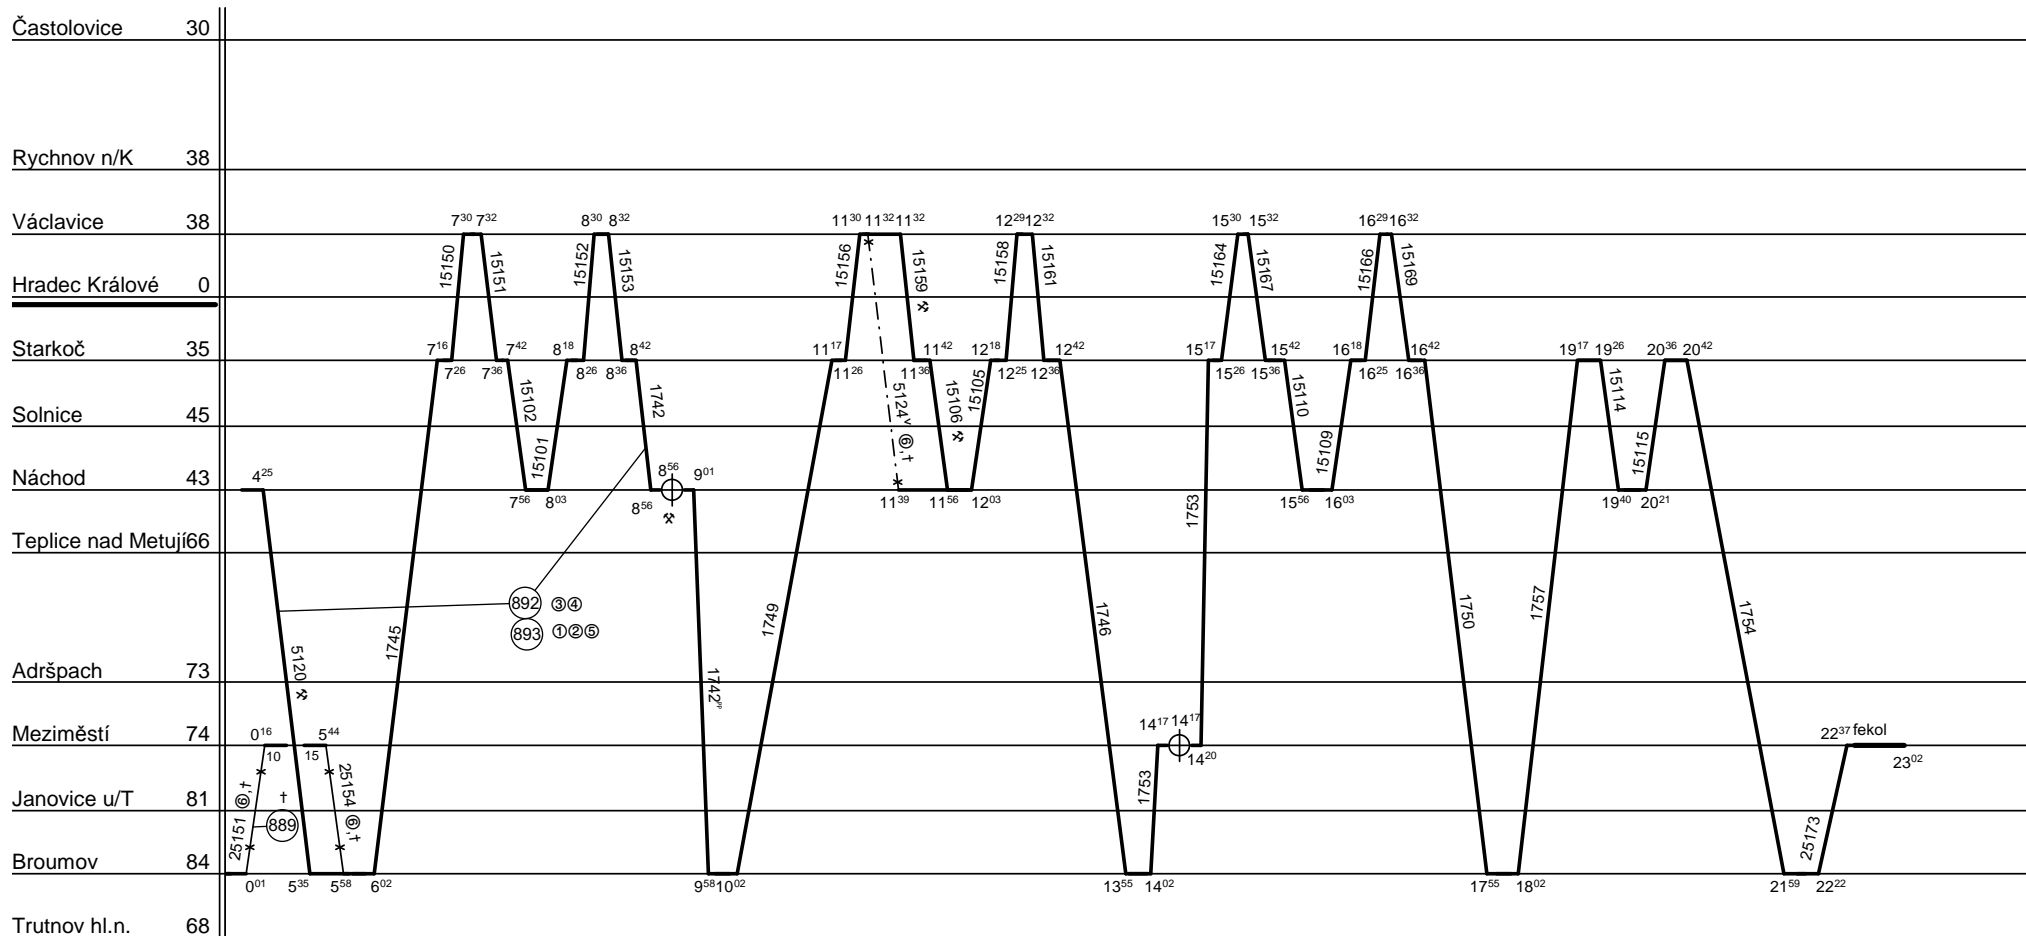 Častolovice 30
Rychnov n/K 38
Václavice 38 7³⁰ 7³² 8³⁰ 8³² 11³⁰ 11³² 11³² 12²⁹ 12³² 15³⁰ 15³² 16²⁹ 16³²
15150 15151 15152 15153 15156 15159 ⚒ 15158 15161 15164 15167 15166 15169
Hradec Králové 0
Starkoč 35 7¹⁶ 7⁴² 8¹⁸ 8⁴² 11¹⁷ 11⁴² 12¹⁸ 12⁴² 15¹⁷ 15⁴² 16¹⁸ 16⁴² 19¹⁷ 19²⁶ 20³⁶ 20⁴²
7²⁶ 7³⁶ 8²⁶ 8³⁶ 11²⁶ 11³⁶ 12²⁵ 12³⁶ 15²⁶ 15³⁶ 16²⁵ 16³⁶
15102 15101 1742 5124ᵛ ⑥,† 15106 ⚒ 15105 15110 15109 15114 15115
Solnice 45
Náchod 43 4²⁵ 8⁵⁶ 9⁰¹
7⁵⁶ 8⁰³ 8⁵⁶ ⚒ 11³⁹ 11⁵⁶ 12⁰³ 15⁵⁶ 16⁰³ 19⁴⁰ 20²¹
1753
Teplice nad Metují 66
892 ③④
893 ①②⑤
5120 ⚒ 1745 1742ᵖᵖ 1749 1746 1750 1757 1754
Adršpach 73
Meziměstí 74 0¹⁶ 5⁴⁴ 14¹⁷ 14¹⁷ 22³⁷ fekol
10 15 14²⁰ 23⁰²
25151 ⑥,† 25154 ⑥,† 1753 25173
Janovice u/T 81 †
889
Broumov 84
0⁰¹ 5³⁵ 5⁵⁸ 6⁰² 9⁵⁸ 10⁰² 13⁵⁵ 14⁰² 17⁵⁵ 18⁰² 21⁵⁹ 22²²
Trutnov hl.n. 68